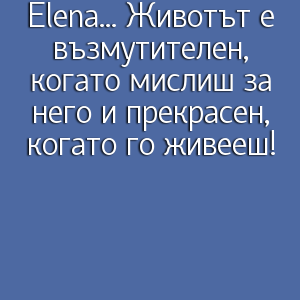 Elena... Животът е
възмутителен,
когато мислиш за
него и прекрасен,
когато го живееш!